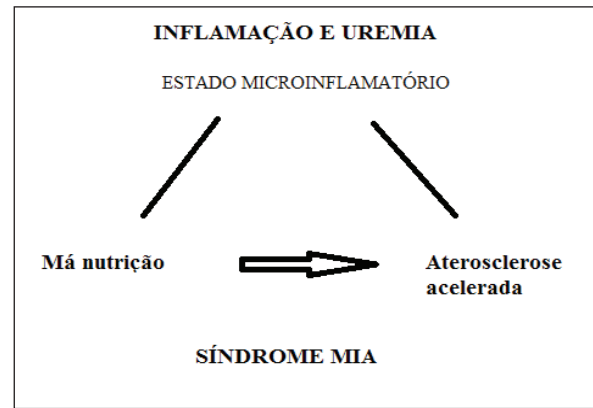 INFLAMAÇÃO E UREMIA
ESTADO MICROINFLAMATÓRIO
Má nutrição
Aterosclerose
acelerada
SÍNDROME MIA